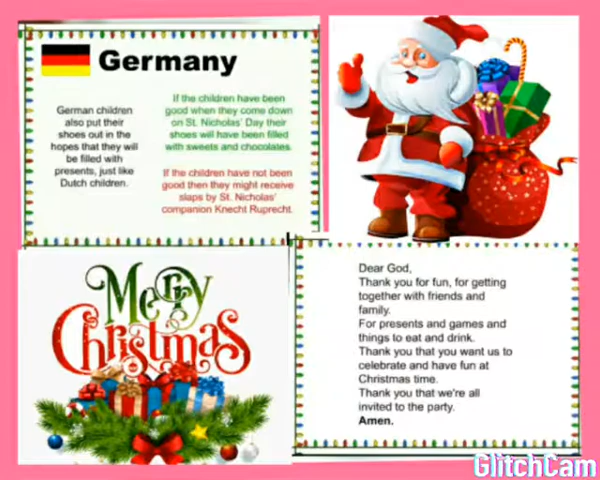 Germany
German children
also put their
shoes out in the
hopes that they will
be filled with
presents, just like
Dutch children.
If the children have been
good when they come down
on St. Nicholas' Day their
shoes will have been filled
with sweets and chocolates.
If the children have not been
good then they might receive
slaps by St. Nicholas'
companion Knecht Ruprecht.
Merry
Christmas
Dear God,
Thank you for fun, for getting
together with friends and
family.
For presents and games and
things to eat and drink.
Thank you that you want us to
celebrate and have fun at
Christmas time.
Thank you that we're all
invited to the party.
Amen.
GlitchCam